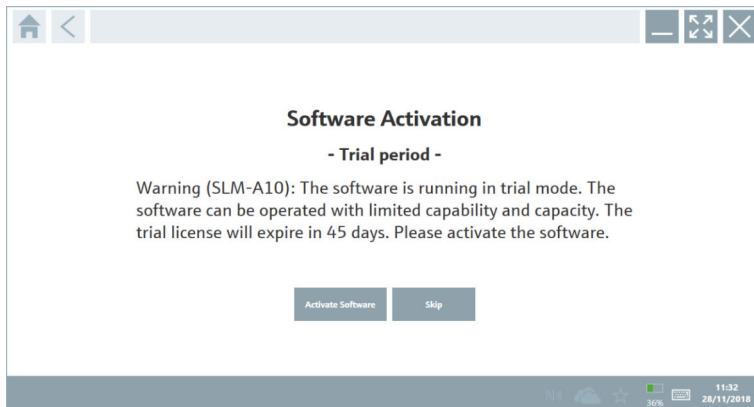 Software Activation
- Trial period -
Warning (SLM-A10): The software is running in trial mode. The
software can be operated with limited capability and capacity. The
trial license will expire in 45 days. Please activate the software.
Activate Software Skip
36%
11:32
28/11/2018